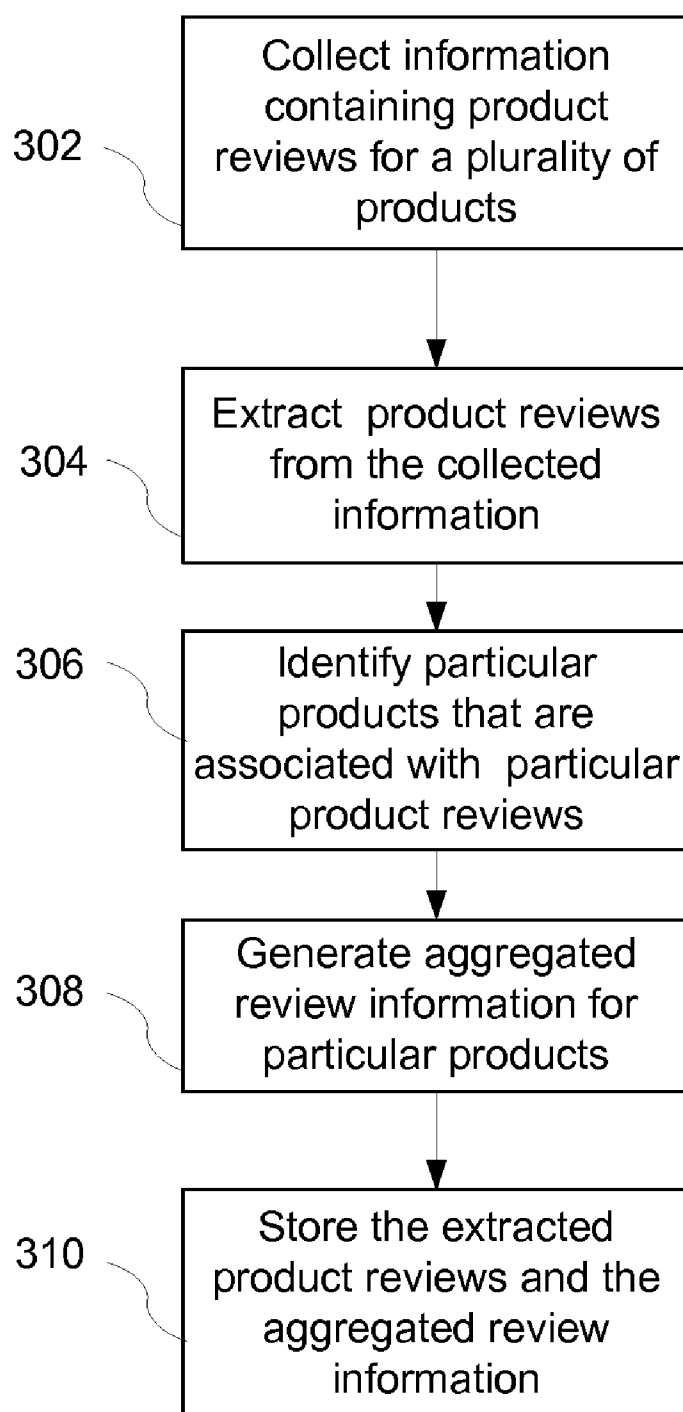 302
Collect information
containing product
reviews for a plurality of
products
304
Extract product reviews
from the collected
information
306
Identify particular
products that are
associated with particular
product reviews
308
Generate aggregated
review information for
particular products
310
Store the extracted
product reviews and the
aggregated review
information